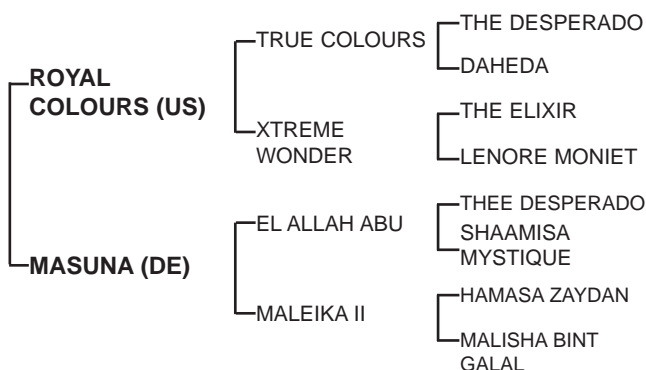 ROYAL
COLOURS (US)
TRUE COLOURS
THE DESPERADO
DAHEDA
XTREME
WONDER
THE ELIXIR
LENORE MONIET
MASUNA (DE)
EL ALLAH ABU
THEE DESPERADO
SHAAMISA
MYSTIQUE
MALEIKA II
HAMASA ZAYDAN
MALISHA BINT
GALAL